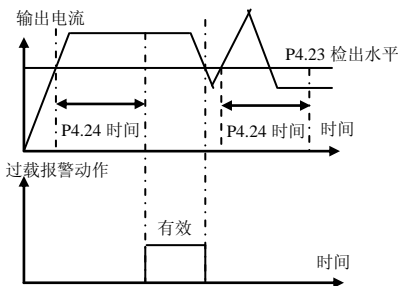 输出电流
P4.23 检出水平
P4.24 时间
P4.24 时间
时间
过载报警动作
有效
时间